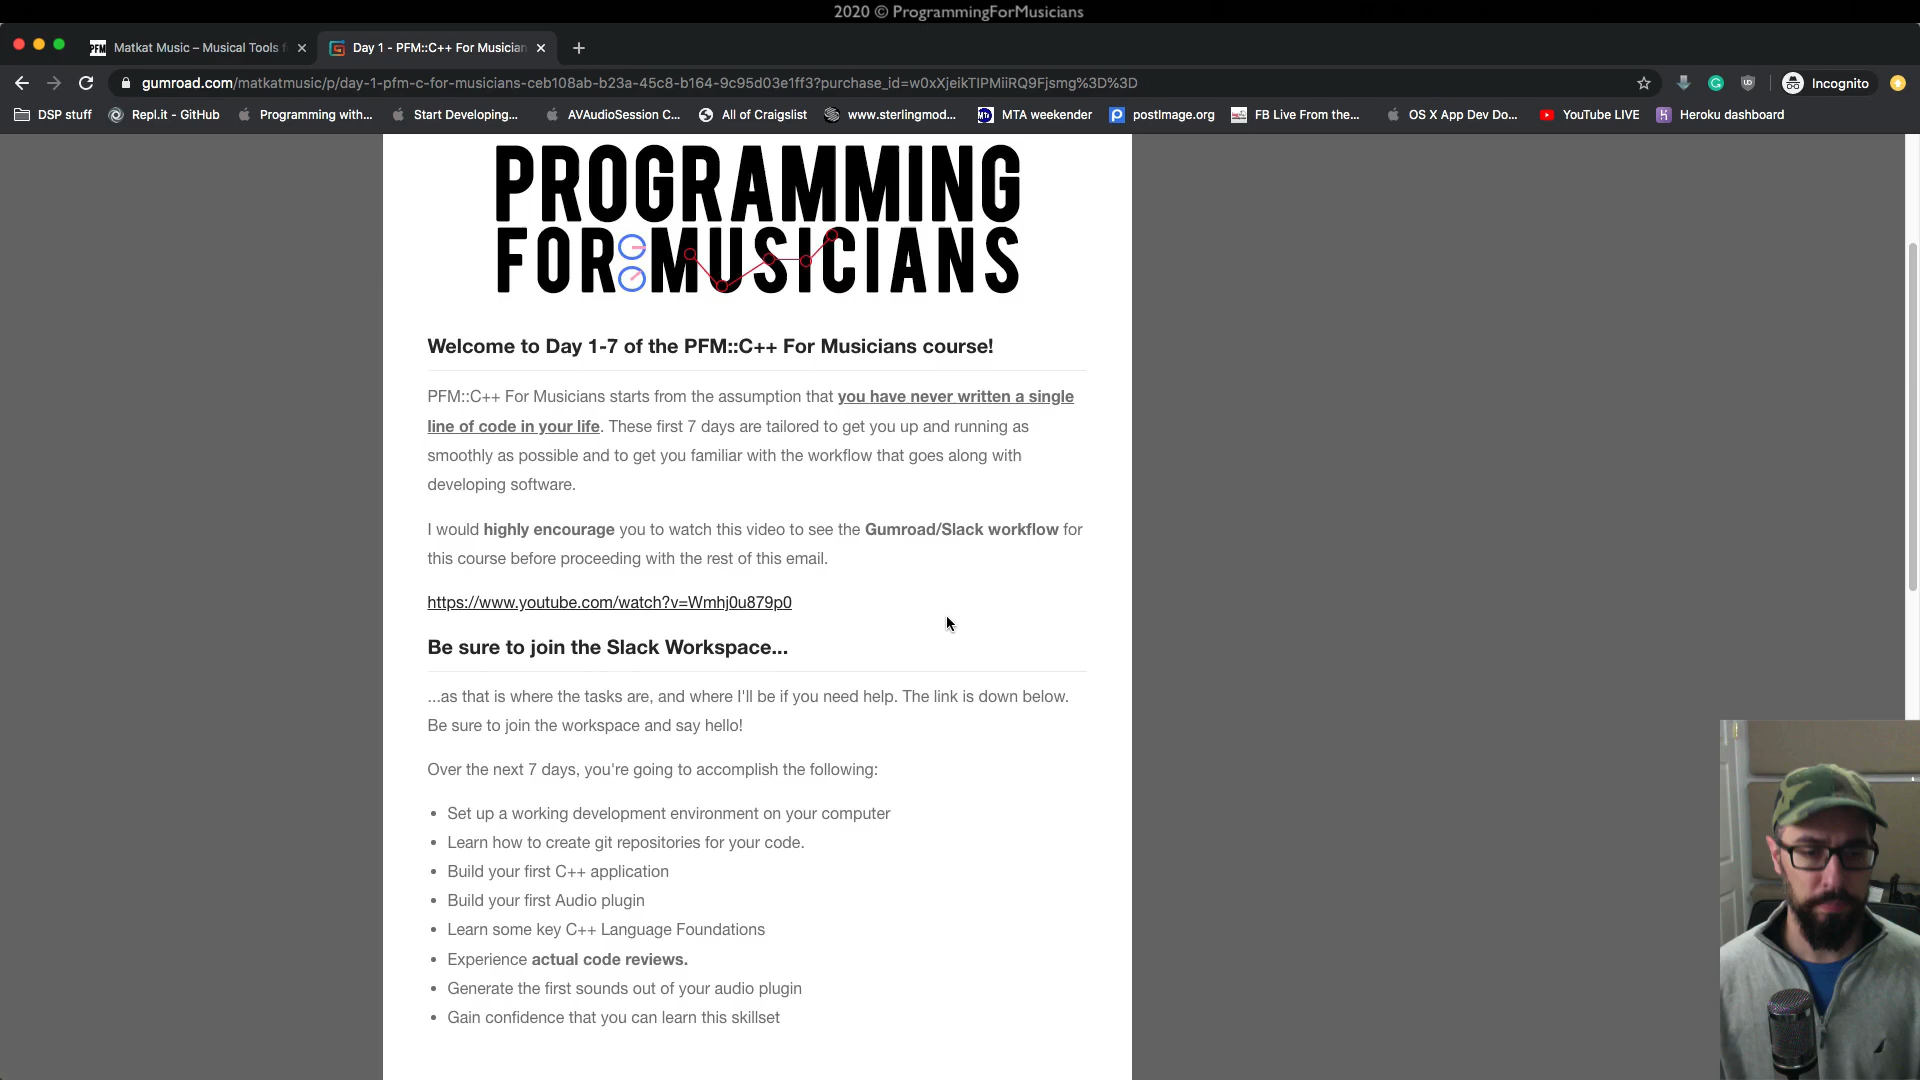 2020 © ProgrammingForMusicians
PFM Matkat Music – Musical Tools f
Day 1 - PFM::C++ For Musician
gumroad.com/matkatmusic/p/day-1-pfm-c-for-musicians-ceb108ab-b23a-45c8-b164-9c95d03e1ff3?purchase_id=w0xXjeikTIPMiiRQ9Fjsmg%3D%3D
Incognito
DSP stuff
Repl.it - GitHub
Programming with...
Start Developing...
AVAudioSession C...
All of Craigslist
www.sterlingmod...
MTA weekender
postImage.org
FB Live From the...
OS X App Dev Do...
YouTube LIVE
Heroku dashboard
PROGRAMMING
FOR MUSICIANS
Welcome to Day 1-7 of the PFM::C++ For Musicians course!
PFM::C++ For Musicians starts from the assumption that you have never written a single
line of code in your life. These first 7 days are tailored to get you up and running as
smoothly as possible and to get you familiar with the workflow that goes along with
developing software.
I would highly encourage you to watch this video to see the Gumroad/Slack workflow for
this course before proceeding with the rest of this email.
https://www.youtube.com/watch?v=Wmhj0u879p0
Be sure to join the Slack Workspace...
...as that is where the tasks are, and where I'll be if you need help. The link is down below.
Be sure to join the workspace and say hello!
Over the next 7 days, you're going to accomplish the following:
• Set up a working development environment on your computer
• Learn how to create git repositories for your code.
• Build your first C++ application
• Build your first Audio plugin
• Learn some key C++ Language Foundations
• Experience actual code reviews.
• Generate the first sounds out of your audio plugin
• Gain confidence that you can learn this skillset